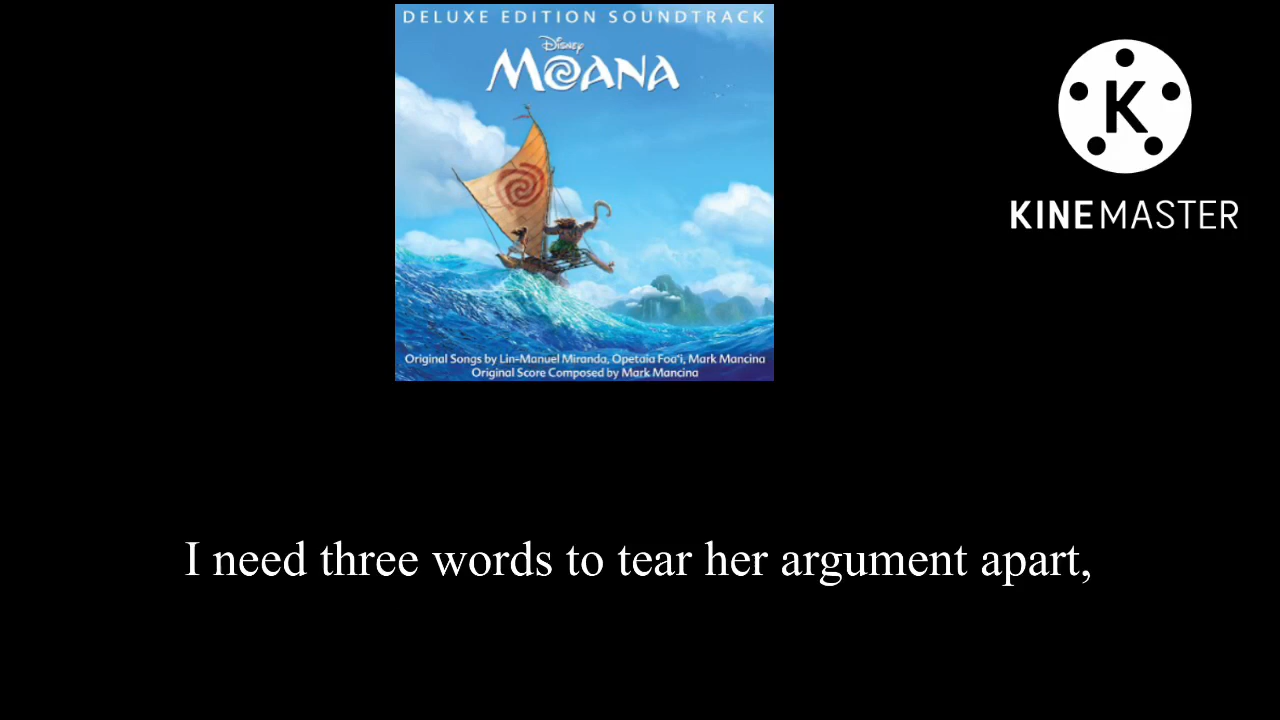 DELUXE EDITION SOUNDTRACK
Disney
MOANA
Original Songs by Lin-Manuel Miranda, Opetaia Foaʻi, Mark Mancina
Original Score Composed by Mark Mancina
K
KINEMASTER
I need three words to tear her argument apart,